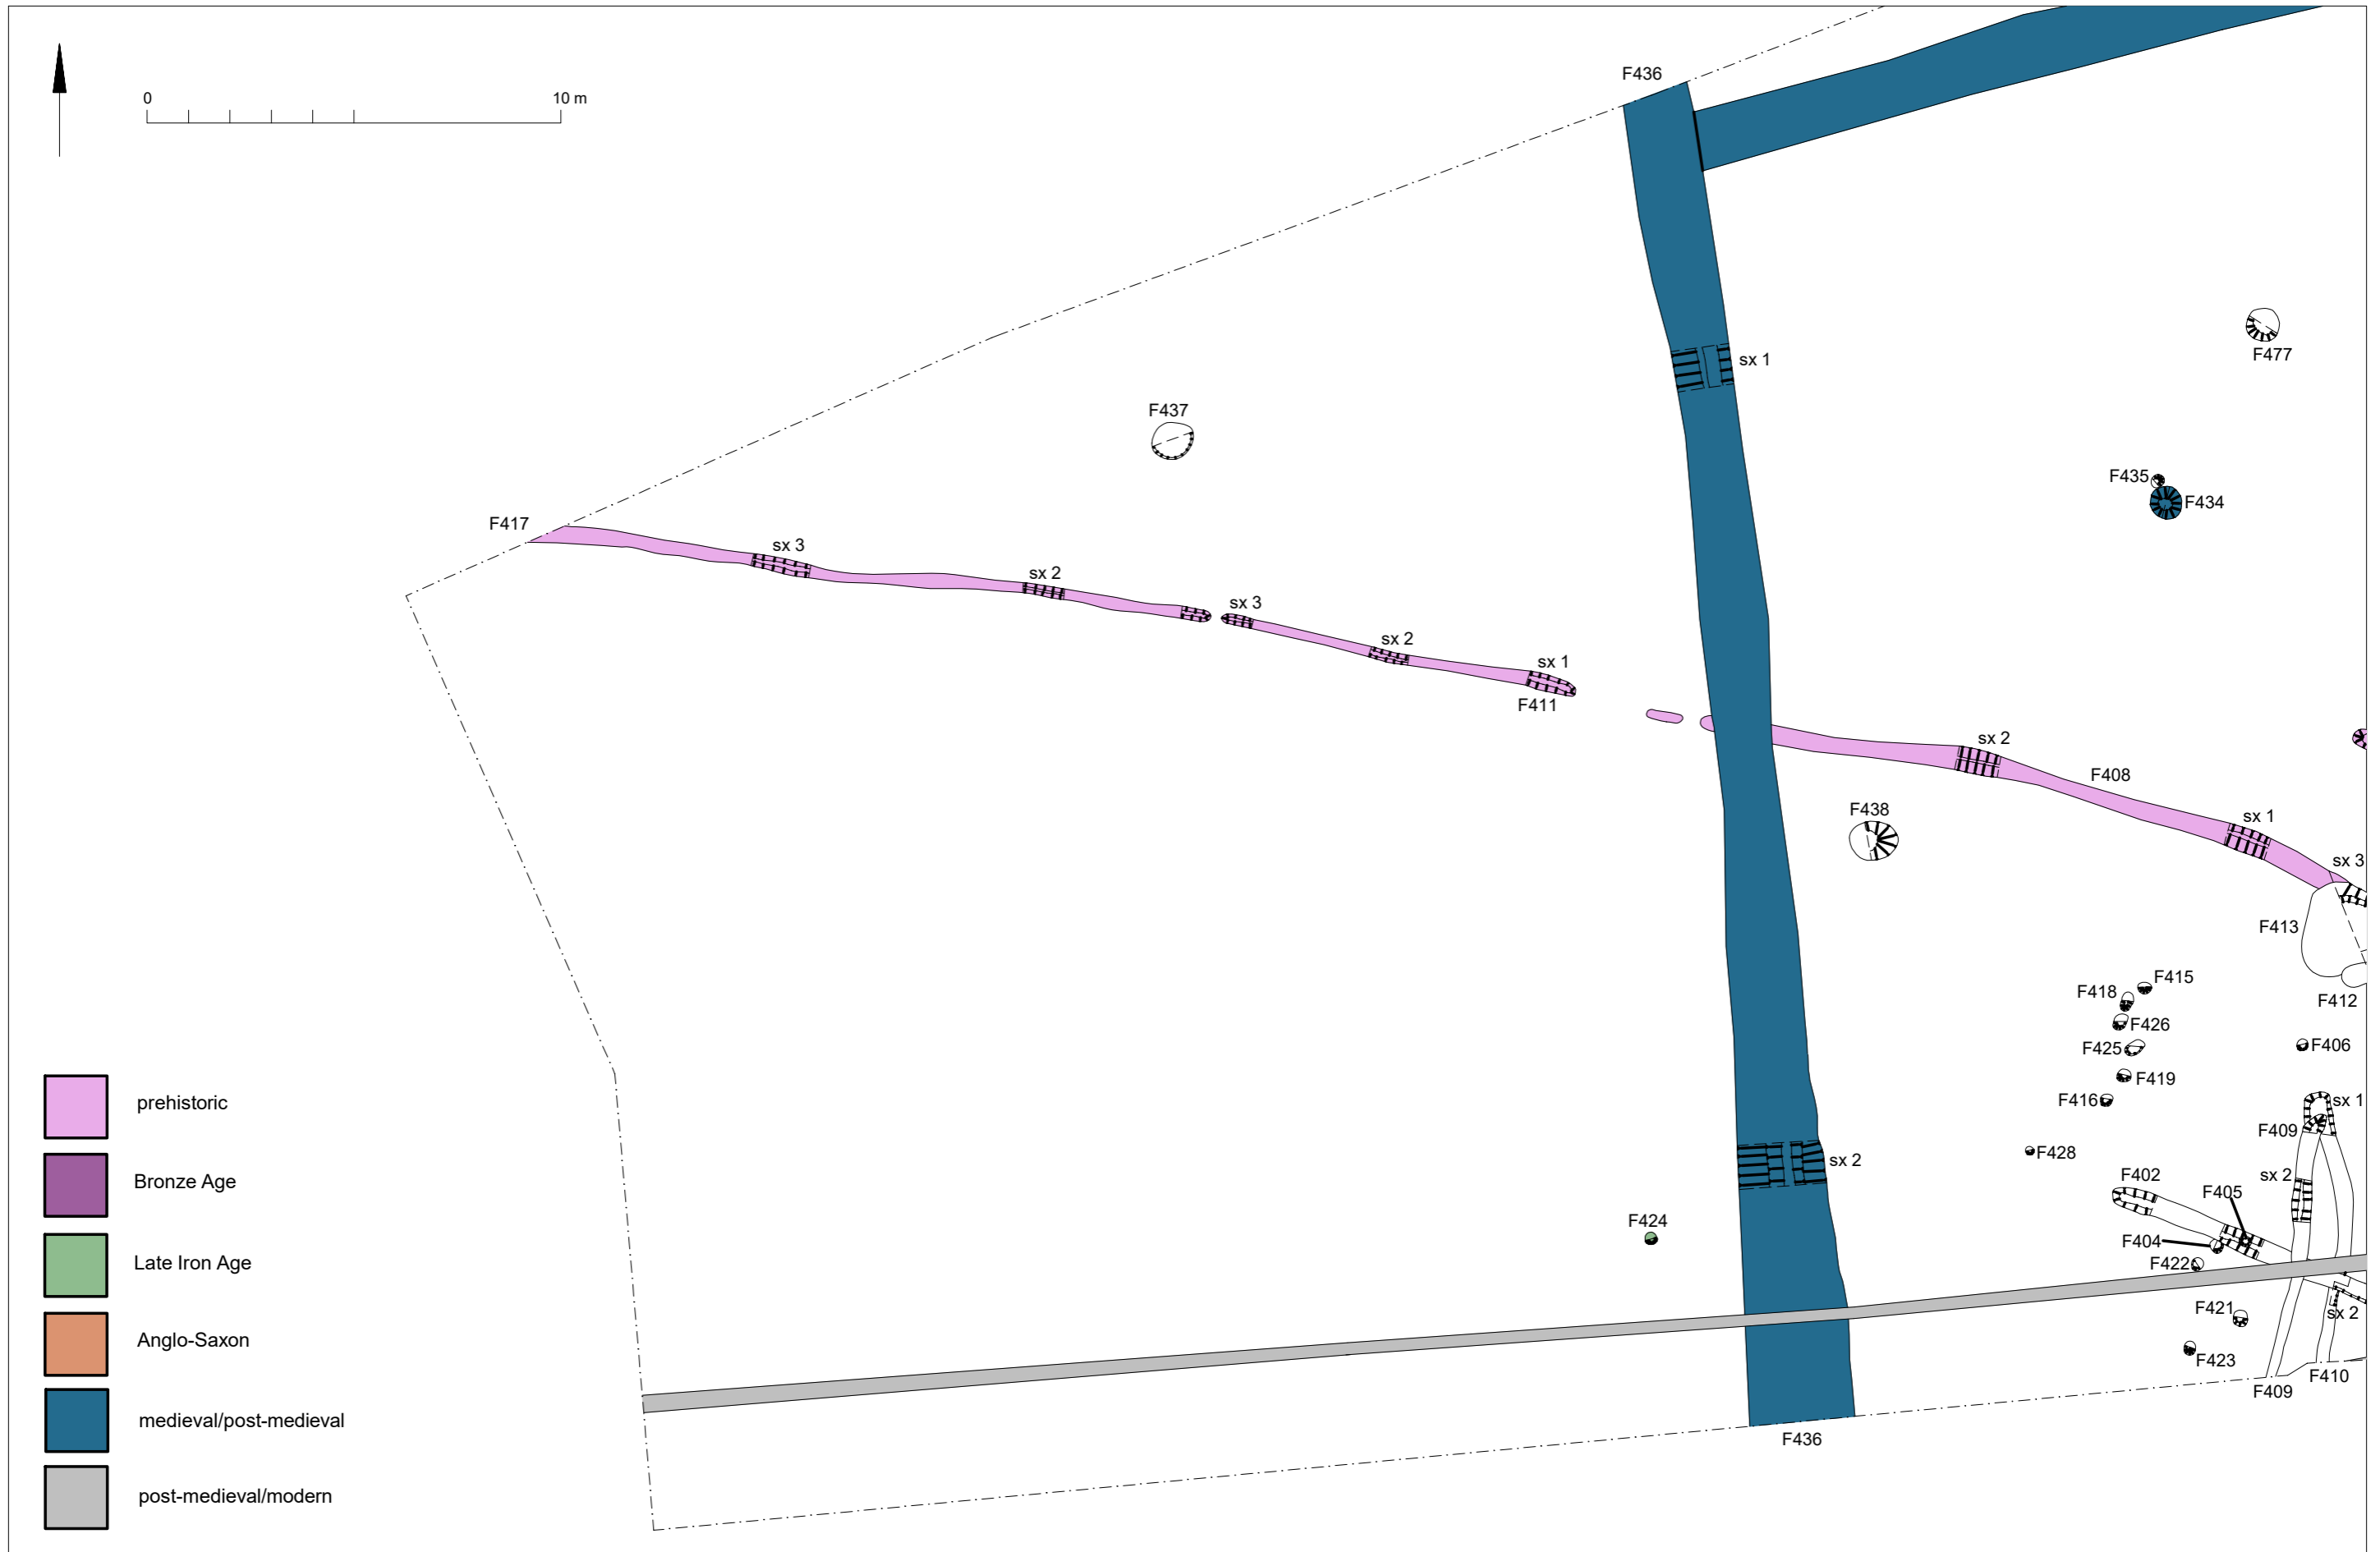 0 10 m
F436
sx 1
F477
F437
F435
F434
F417
sx 3
sx 2
sx 3
sx 2
sx 1
F411
sx 2
F408
F438
sx 1
sx 3
F413
F415
F418
F412
F426
F425
F406
F419
F416
sx 1
F409
F428
sx 2
F402
sx 2
F405
F424
F404
F422
F421
sx 2
F423
F410
F409
F436
prehistoric
Bronze Age
Late Iron Age
Anglo-Saxon
medieval/post-medieval
post-medieval/modern